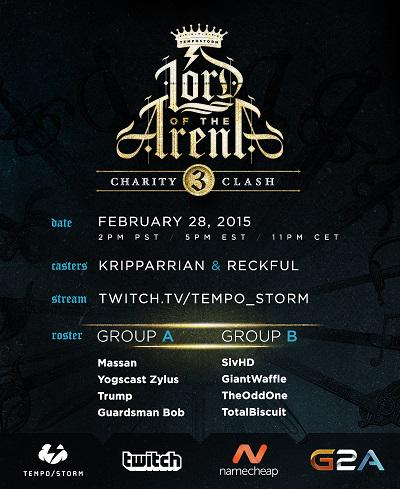 TEMPO STORM
LORD
OF THE
ARENA
CHARITY 3 CLASH
date FEBRUARY 28, 2015
2PM PST / 5PM EST / 11PM CET
casters KRIPPARRIAN & RECKFUL
stream TWITCH.TV/TEMPO_STORM
roster GROUP A GROUP B
Massan SlvHD
Yogscast Zylus GiantWaffle
Trump TheOddOne
Guardsman Bob TotalBiscuit
TEMPO/STORM twitch namecheap G2A